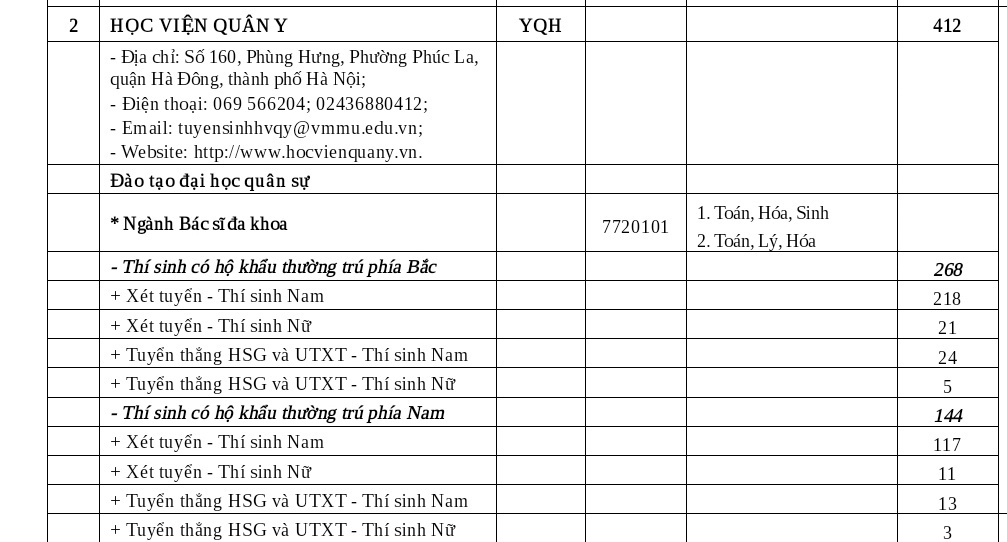 2 HỌC VIỆN QUÂN Y YQH 412
- Địa chỉ: Số 160, Phùng Hưng, Phường Phúc La,
quận Hà Đông, thành phố Hà Nội;
- Điện thoại: 069 566204; 02436880412;
- Email: tuyensinhhvqy@vmmu.edu.vn;
- Website: http://www.hocvienquany.vn.
Đào tạo đại học quân sự
* Ngành Bác sĩ đa khoa 7720101 1. Toán, Hóa, Sinh
2. Toán, Lý, Hóa
- Thí sinh có hộ khẩu thường trú phía Bắc 268
+ Xét tuyển - Thí sinh Nam 218
+ Xét tuyển - Thí sinh Nữ 21
+ Tuyển thẳng HSG và UTXT - Thí sinh Nam 24
+ Tuyển thẳng HSG và UTXT - Thí sinh Nữ 5
- Thí sinh có hộ khẩu thường trú phía Nam 144
+ Xét tuyển - Thí sinh Nam 117
+ Xét tuyển - Thí sinh Nữ 11
+ Tuyển thẳng HSG và UTXT - Thí sinh Nam 13
+ Tuyển thẳng HSG và UTXT - Thí sinh Nữ 3